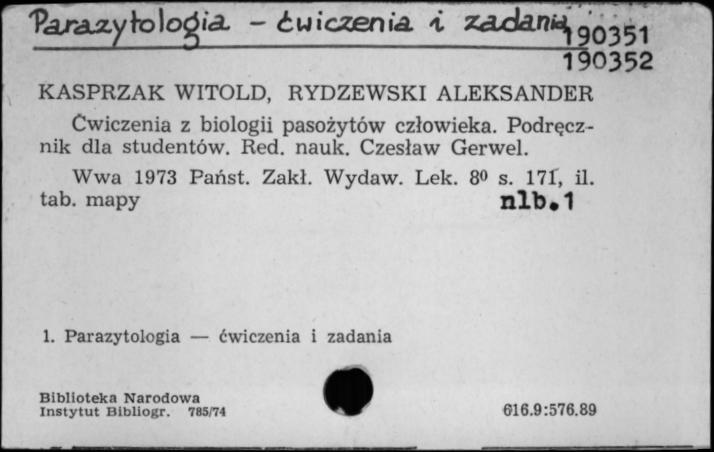 Parazytologia - ćwiczenia i zadania
190351
190352
KASPRZAK WITOLD, RYDZEWSKI ALEKSANDER
Ćwiczenia z biologii pasożytów człowieka. Podręcz-
nik dla studentów. Red. nauk. Czesław Gerwel.
Wwa 1973 Państ. Zakł. Wydaw. Lek. 8⁰ s. 171, il.
tab. mapy nlb.1
1. Parazytologia — ćwiczenia i zadania
Biblioteka Narodowa
Instytut Bibliogr. 785/74 616.9:576.89